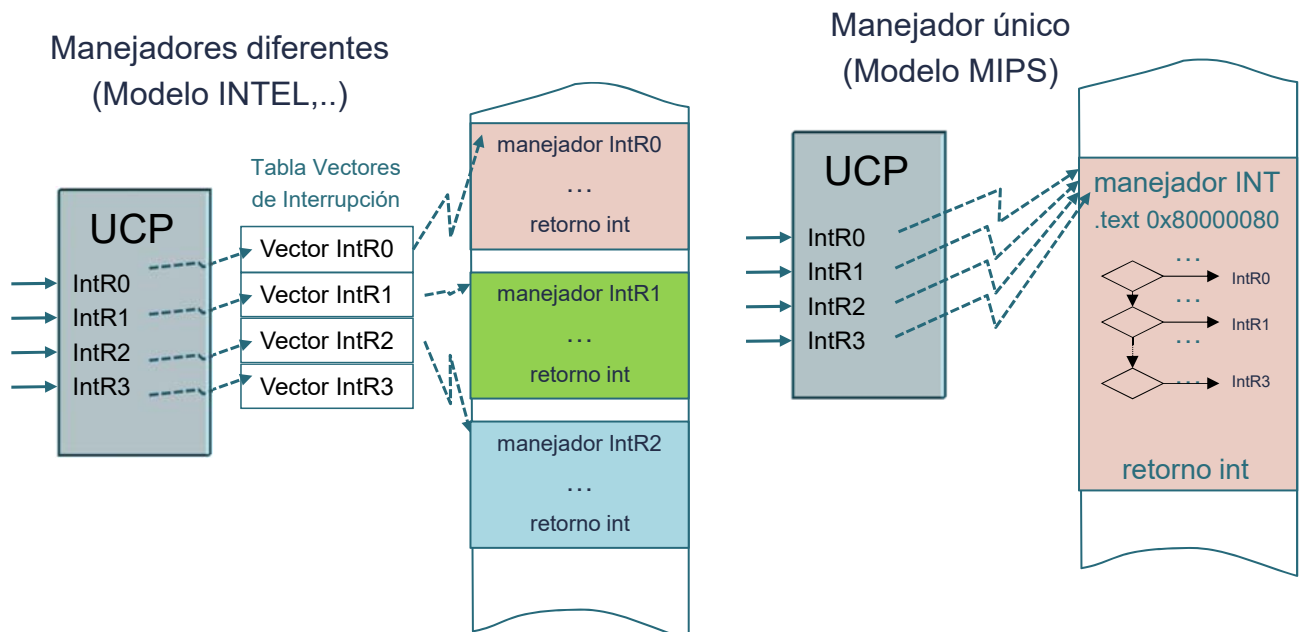 Manejadores diferentes
(Modelo INTEL,..)
UCP
IntR0
IntR1
IntR2
IntR3
Tabla Vectores
de Interrupción
Vector IntR0
Vector IntR1
Vector IntR2
Vector IntR3
manejador IntR0
...
retorno int
manejador IntR1
...
retorno int
manejador IntR2
...
retorno int
Manejador único
(Modelo MIPS)
UCP
IntR0
IntR1
IntR2
IntR3
manejador INT
.text 0x80000080
...
IntR0
...
IntR1
...
...
IntR3
retorno int